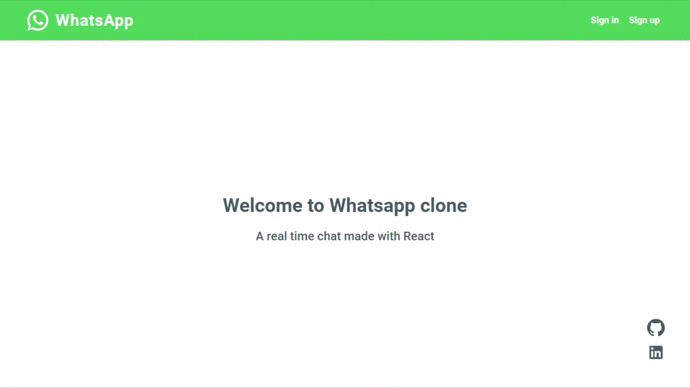 WhatsApp
Sign in
Sign up
Welcome to Whatsapp clone
A real time chat made with React